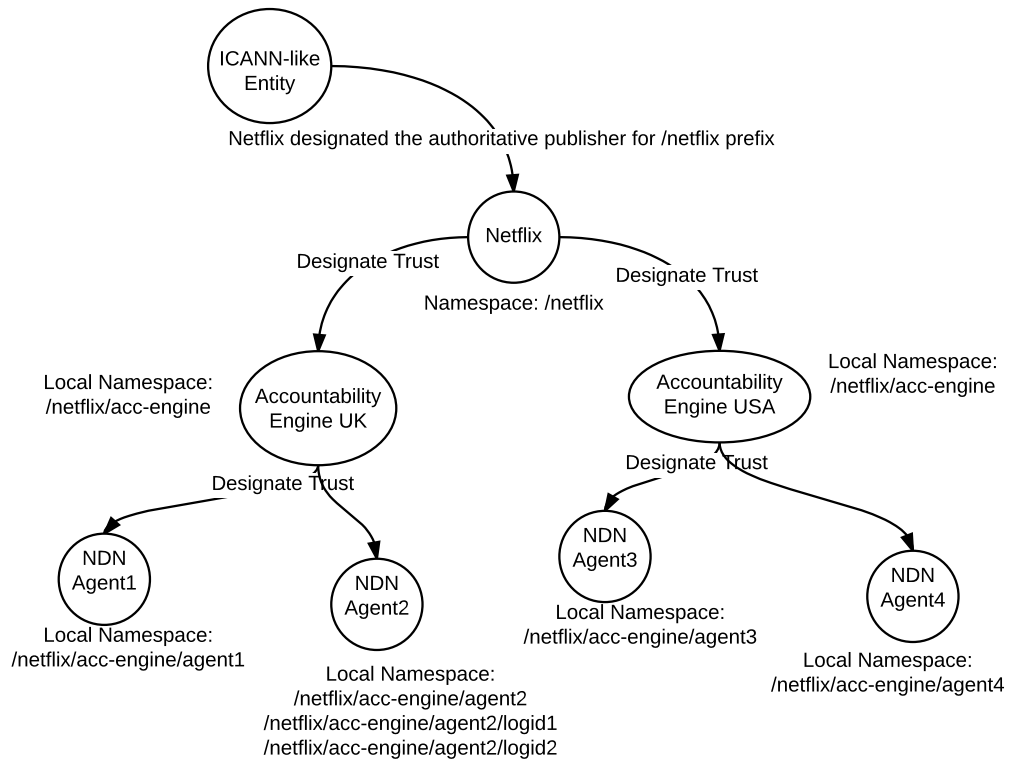 ICANN-like
Entity
Netflix designated the authoritative publisher for /netflix prefix
Netflix
Designate Trust
Designate Trust
Namespace: /netflix
Local Namespace:
/netflix/acc-engine
Accountability
Engine UK
Accountability
Engine USA
Local Namespace:
/netflix/acc-engine
Designate Trust
Designate Trust
NDN
Agent1
Local Namespace:
/netflix/acc-engine/agent1
NDN
Agent2
Local Namespace:
/netflix/acc-engine/agent2
/netflix/acc-engine/agent2/logid1
/netflix/acc-engine/agent2/logid2
NDN
Agent3
Local Namespace:
/netflix/acc-engine/agent3
NDN
Agent4
Local Namespace:
/netflix/acc-engine/agent4